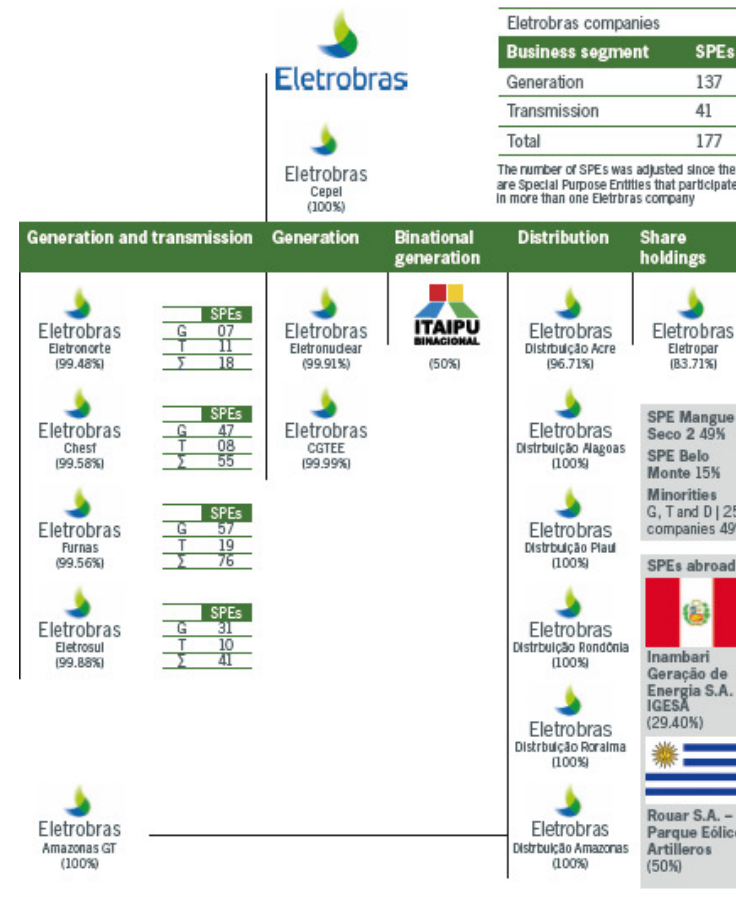 Eletrobras
Eletrobras
Cepel
(100%)
Eletrobras companies
Business segment SPEs
Generation 137
Transmission 41
Total 177
The number of SPEs was adjusted since the
are Special Purpose Entities that participate
in more than one Eletrbras company
Generation and transmission
Generation
Binational
generation
Distribution
Share
holdings
Eletrobras
Eletronorte
(99.48%)
SPEs
G 07
T 11
Σ 18
Eletrobras
Chesf
(99.58%)
SPEs
G 47
T 08
Σ 55
Eletrobras
Furnas
(99.56%)
SPEs
G 57
T 19
Σ 76
Eletrobras
Eletrosul
(99.88%)
SPEs
G 31
T 10
Σ 41
Eletrobras
Amazonas GT
(100%)
Eletrobras
Eletronuclear
(99.91%)
Eletrobras
CGTEE
(99.99%)
ITAIPU
BINACIONAL
(50%)
Eletrobras
Distrbuição Acre
(96.71%)
Eletrobras
Distrbuição Alagoas
(100%)
Eletrobras
Distrbuição Piauí
(100%)
Eletrobras
Distrbuição Rondônia
(100%)
Eletrobras
Distrbuição Roraima
(100%)
Eletrobras
Distrbuição Amazonas
(100%)
Eletrobras
Eletropar
(83.71%)
SPE Mangue
Seco 2 49%
SPE Belo
Monte 15%
Minorities
G, T and D | 25
companies 49%
SPEs abroad
Inambari
Geração de
Energia S.A.
IGESA
(29.40%)
Rouar S.A. –
Parque Eólico
Artilleros
(50%)